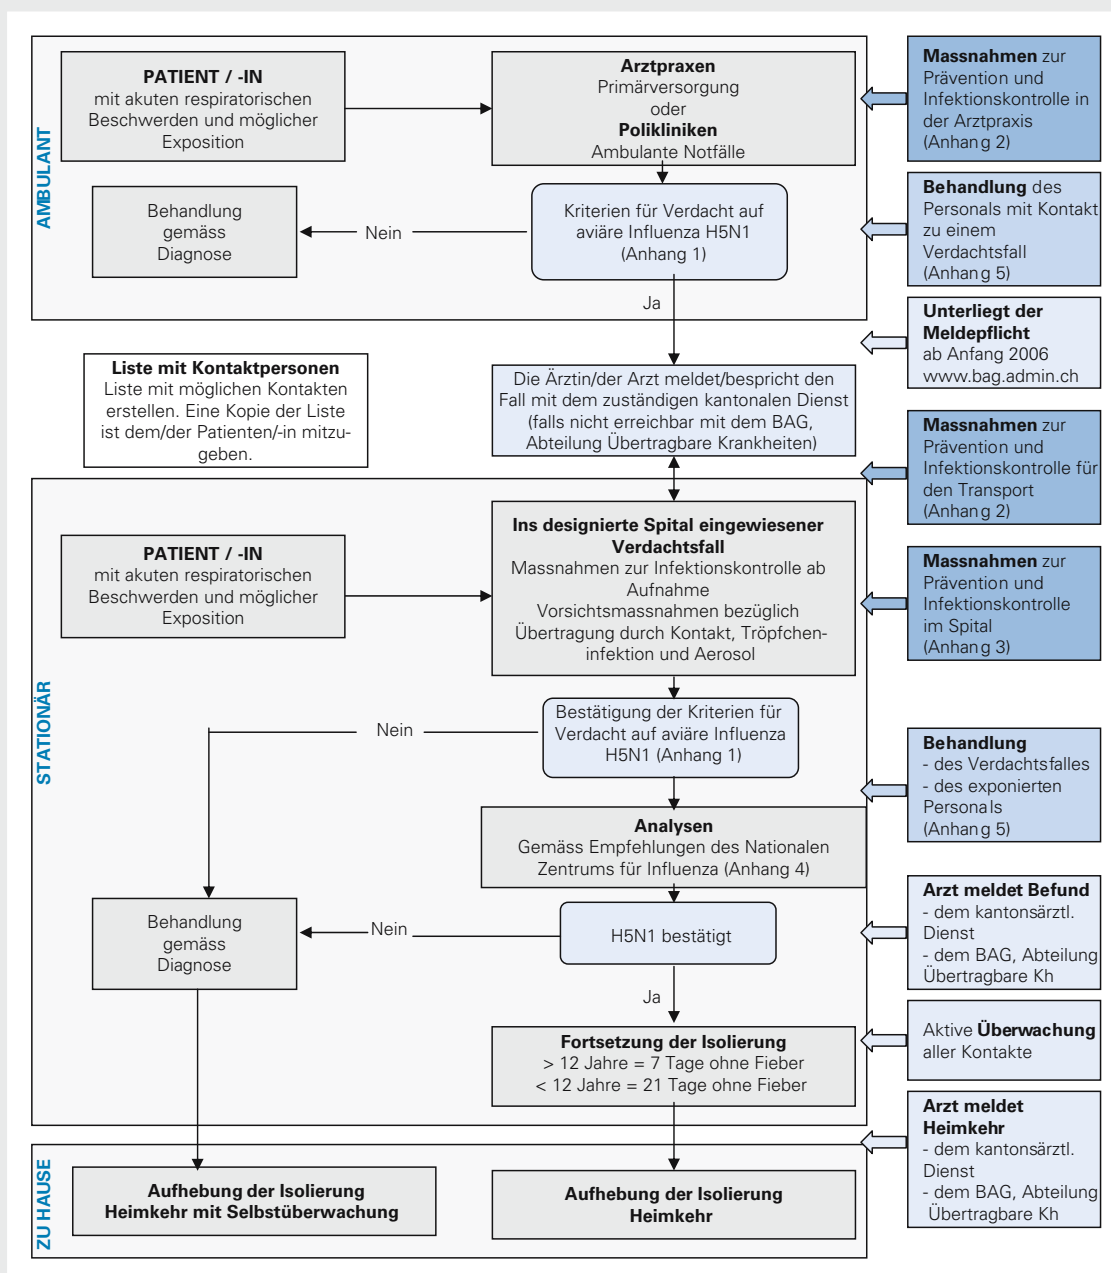 AMBULANT
PATIENT / -IN
mit akuten respiratorischen
Beschwerden und möglicher
Exposition
Arztpraxen
Primärversorgung
oder
Polikliniken
Ambulante Notfälle
Massnahmen zur
Prävention und
Infektionskontrolle in
der Arztpraxis
(Anhang 2)
Behandlung
gemäss
Diagnose
Nein
Kriterien für Verdacht auf
aviäre Influenza H5N1
(Anhang 1)
Behandlung des
Personals mit Kontakt
zu einem
Verdachtsfall
(Anhang 5)
Ja
Unterliegt der
Meldepflicht
ab Anfang 2006
www.bag.admin.ch
Liste mit Kontaktpersonen
Liste mit möglichen Kontakten
erstellen. Eine Kopie der Liste
ist dem/der Patienten/-in mitzu-
geben.
Die Ärztin/der Arzt meldet/bespricht den
Fall mit dem zuständigen kantonalen Dienst
(falls nicht erreichbar mit dem BAG,
Abteilung Übertragbare Krankheiten)
Massnahmen zur
Prävention und
Infektionskontrolle für
den Transport
(Anhang 2)
STATIONÄR
PATIENT / -IN
mit akuten respiratorischen
Beschwerden und möglicher
Exposition
Ins designierte Spital eingewiesener
Verdachtsfall
Massnahmen zur Infektionskontrolle ab
Aufnahme
Vorsichtsmassnahmen bezüglich
Übertragung durch Kontakt, Tröpfchen-
infektion und Aerosol
Massnahmen zur
Prävention und
Infektionskontrolle
im Spital
(Anhang 3)
Nein
Bestätigung der Kriterien für
Verdacht auf aviäre Influenza
H5N1 (Anhang 1)
Behandlung
- des Verdachtsfalles
- des exponierten
Personals
(Anhang 5)
Analysen
Gemäss Empfehlungen des Nationalen
Zentrums für Influenza (Anhang 4)
Behandlung
gemäss
Diagnose
Nein
H5N1 bestätigt
Arzt meldet Befund
- dem kantonsärztl.
Dienst
- dem BAG, Abteilung
Übertragbare Kh
Ja
Fortsetzung der Isolierung
> 12 Jahre = 7 Tage ohne Fieber
< 12 Jahre = 21 Tage ohne Fieber
Aktive Überwachung
aller Kontakte
ZU HAUSE
Aufhebung der Isolierung
Heimkehr mit Selbstüberwachung
Aufhebung der Isolierung
Heimkehr
Arzt meldet
Heimkehr
- dem kantonsärztl.
Dienst
- dem BAG, Abteilung
Übertragbare Kh